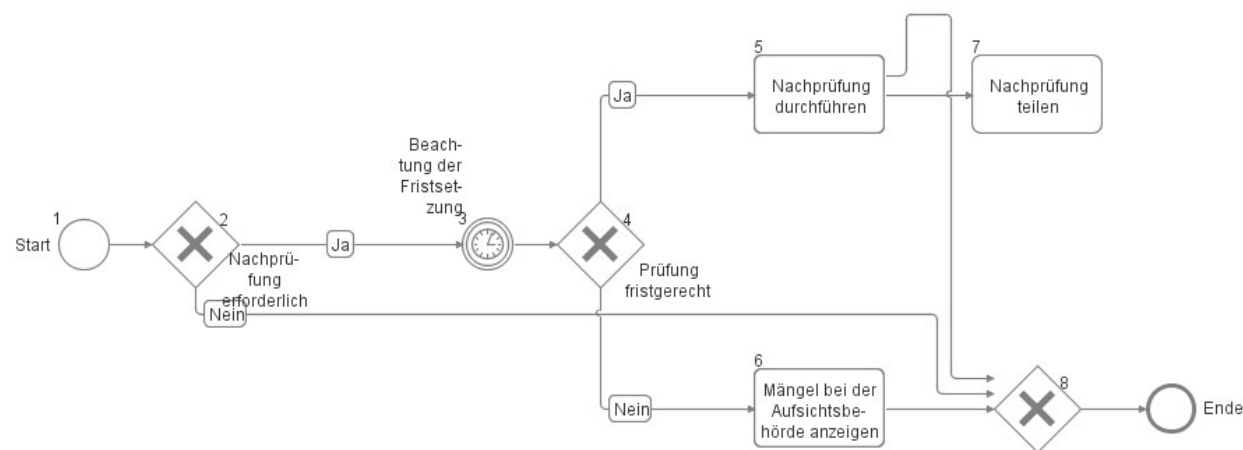 5
7
Nachprüfung
durchführen
Nachprüfung
teilen
Ja
Beach-
tung der
Fristset-
zung
1
2
3
4
Start
Ja
Nachprü-
fung
erforderlich
Prüfung
fristgerecht
Nein
6
Mängel bei der
Aufsichtsbe-
hörde anzeigen
Nein
8
Ende